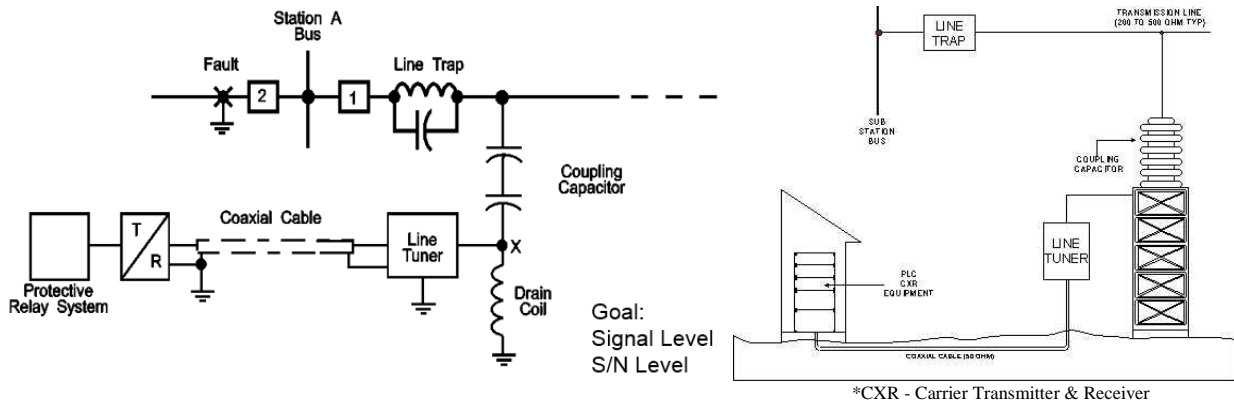 Station A
Bus
Fault
Line Trap
2
1
Coupling
Capacitor
Coaxial Cable
T
R
Line
Tuner
X
Protective
Relay System
Drain
Coil
Goal:
Signal Level
S/N Level
TRANSMISSION LINE
(200 TO 500 OHM TYP)
LINE
TRAP
SUB
STATION
BUS
COUPLING
CAPACITOR
LINE
TUNER
PLC
CXR
EQUIPMENT
COAXIAL CABLE (50 OHM)
*CXR - Carrier Transmitter & Receiver